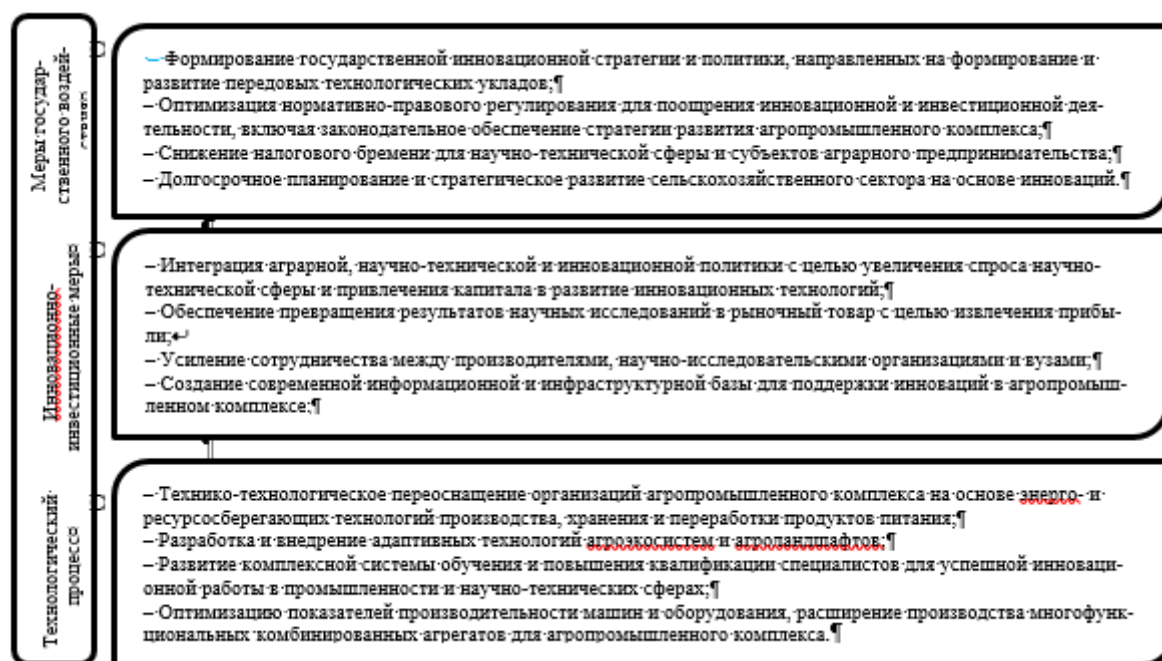 Меры государ-
ственного воздей-
– Формирование государственной инновационной стратегии и политики, направленных на формирование и
развитие передовых технологических укладов;¶
– Оптимизация нормативно-правового регулирования для поощрения инновационной и инвестиционной дея-
тельности, включая законодательное обеспечение стратегии развития агропромышленного комплекса;¶
– Снижение налогового бремени для научно-технической сферы и субъектов аграрного предпринимательства;¶
– Долгосрочное планирование и стратегическое развитие сельскохозяйственного сектора на основе инноваций.¶
Инновационно-
инвестиционные меры¤
– Интеграция аграрной, научно-технической и инновационной политики с целью увеличения спроса научно-
технической сферы и привлечения капитала в развитие инновационных технологий;¶
– Обеспечение превращения результатов научных исследований в рыночный товар с целью извлечения прибы-
ли;↵
– Усиление сотрудничества между производителями, научно-исследовательскими организациями и вузами;¶
– Создание современной информационной и инфраструктурной базы для поддержки инноваций в агропромыш-
ленном комплексе:¶
Технологический
процесс¤
– Технико-технологическое переоснащение организаций агропромышленного комплекса на основе энерго- и
ресурсосберегающих технологий производства, хранения и переработки продуктов питания;¶
– Разработка и внедрение адаптивных технологий агроэкосистем и агроландшафтов;¶
– Развитие комплексной системы обучения и повышения квалификации специалистов для успешной инноваци-
онной работы в промышленности и научно-технических сферах;¶
– Оптимизацию показателей производительности машин и оборудования, расширение производства многофунк-
циональных комбинированных агрегатов для агропромышленного комплекса.¶